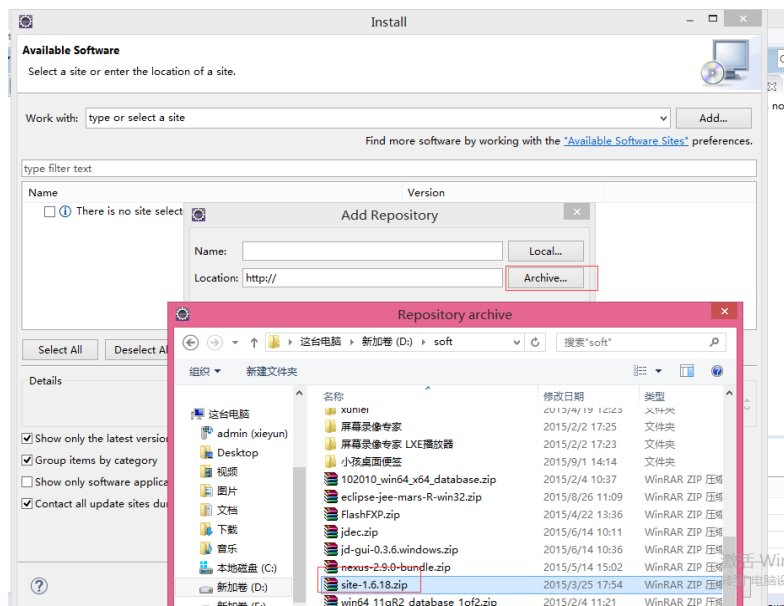 Install
Available Software
Select a site or enter the location of a site.
Work with: type or select a site Add...
Find more software by working with the "Available Software Sites" preferences.
type filter text
Name Version
There is no site select
Add Repository
Name: Local...
Location: http:// Archive...
Repository archive
这台电脑 新加卷 (D:) soft 搜索"soft"
组织 新建文件夹
Select All Deselect Al
Details
Show only the latest version
Group items by category
Show only software applica
Contact all update sites du
这台电脑
admin (xieyun)
Desktop
视频
图片
文档
下载
音乐
本地磁盘 (C:)
新加卷 (D:)
新加卷 (E:)
名称 修改日期 类型
xunlei 2015/4/19 12:23 文件夹
屏幕录像专家 2015/2/2 17:25 文件夹
屏幕录像专家 LXE播放器 2015/2/2 17:23 文件夹
小孩桌面便签 2015/9/1 14:14 文件夹
102010_win64_x64_database.zip 2015/2/4 10:37 WinRAR ZIP 压缩
eclipse-jee-mars-R-win32.zip 2015/8/26 11:09 WinRAR ZIP 压缩
FlashFXP.zip 2015/4/22 13:36 WinRAR ZIP 压缩
jdec.zip 2015/6/14 10:11 WinRAR ZIP 压缩
jd-gui-0.3.6.windows.zip 2015/6/14 10:36 WinRAR ZIP 压缩
nexus-2.9.0-bundle.zip 2015/5/14 15:02 WinRAR ZIP 压缩
site-1.6.18.zip 2015/3/25 17:54 WinRAR ZIP 压缩
win64_11gR2_database_1of2.zip 2015/2/4 11:21 WinRAR ZIP 压缩
no
激活 Win